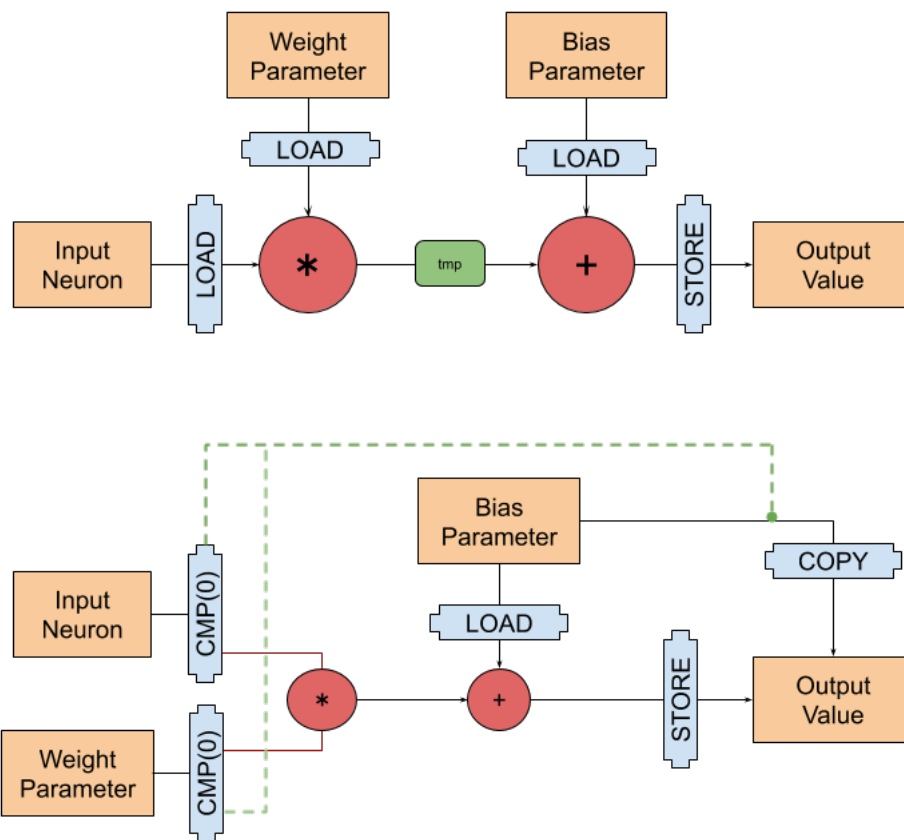 Weight
Parameter
Bias
Parameter
LOAD
LOAD
Input
Neuron
LOAD
*
tmp
+
STORE
Output
Value
Bias
Parameter
COPY
Input
Neuron
CMP(0)
LOAD
*
+
STORE
Output
Value
Weight
Parameter
CMP(0)